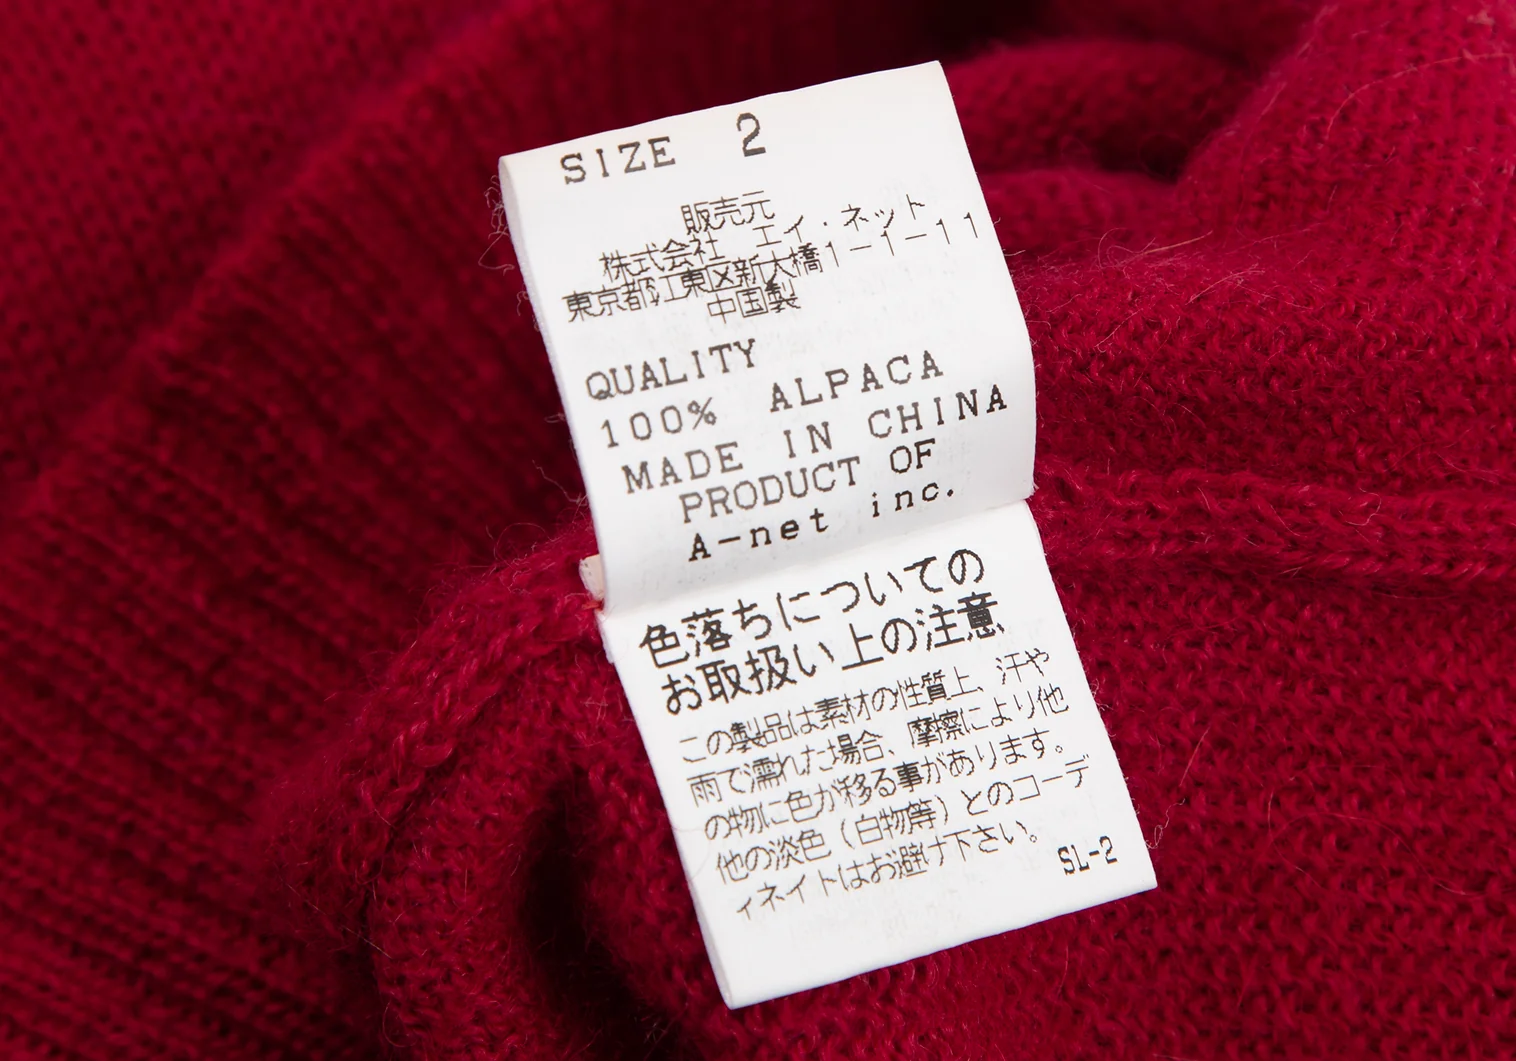 SIZE 2
販売元
株式会社 エイ・ネット
東京都江東区新大橋1-1-11
中国製
QUALITY
100% ALPACA
MADE IN CHINA
PRODUCT OF
A-net inc.
色落ちについての
お取扱い上の注意
この製品は素材の性質上、汗や
雨で濡れた場合、摩擦により他
の物に色が移る事があります。
他の淡色（白物等）とのコーデ
ィネイトはお避け下さい。
SL-2